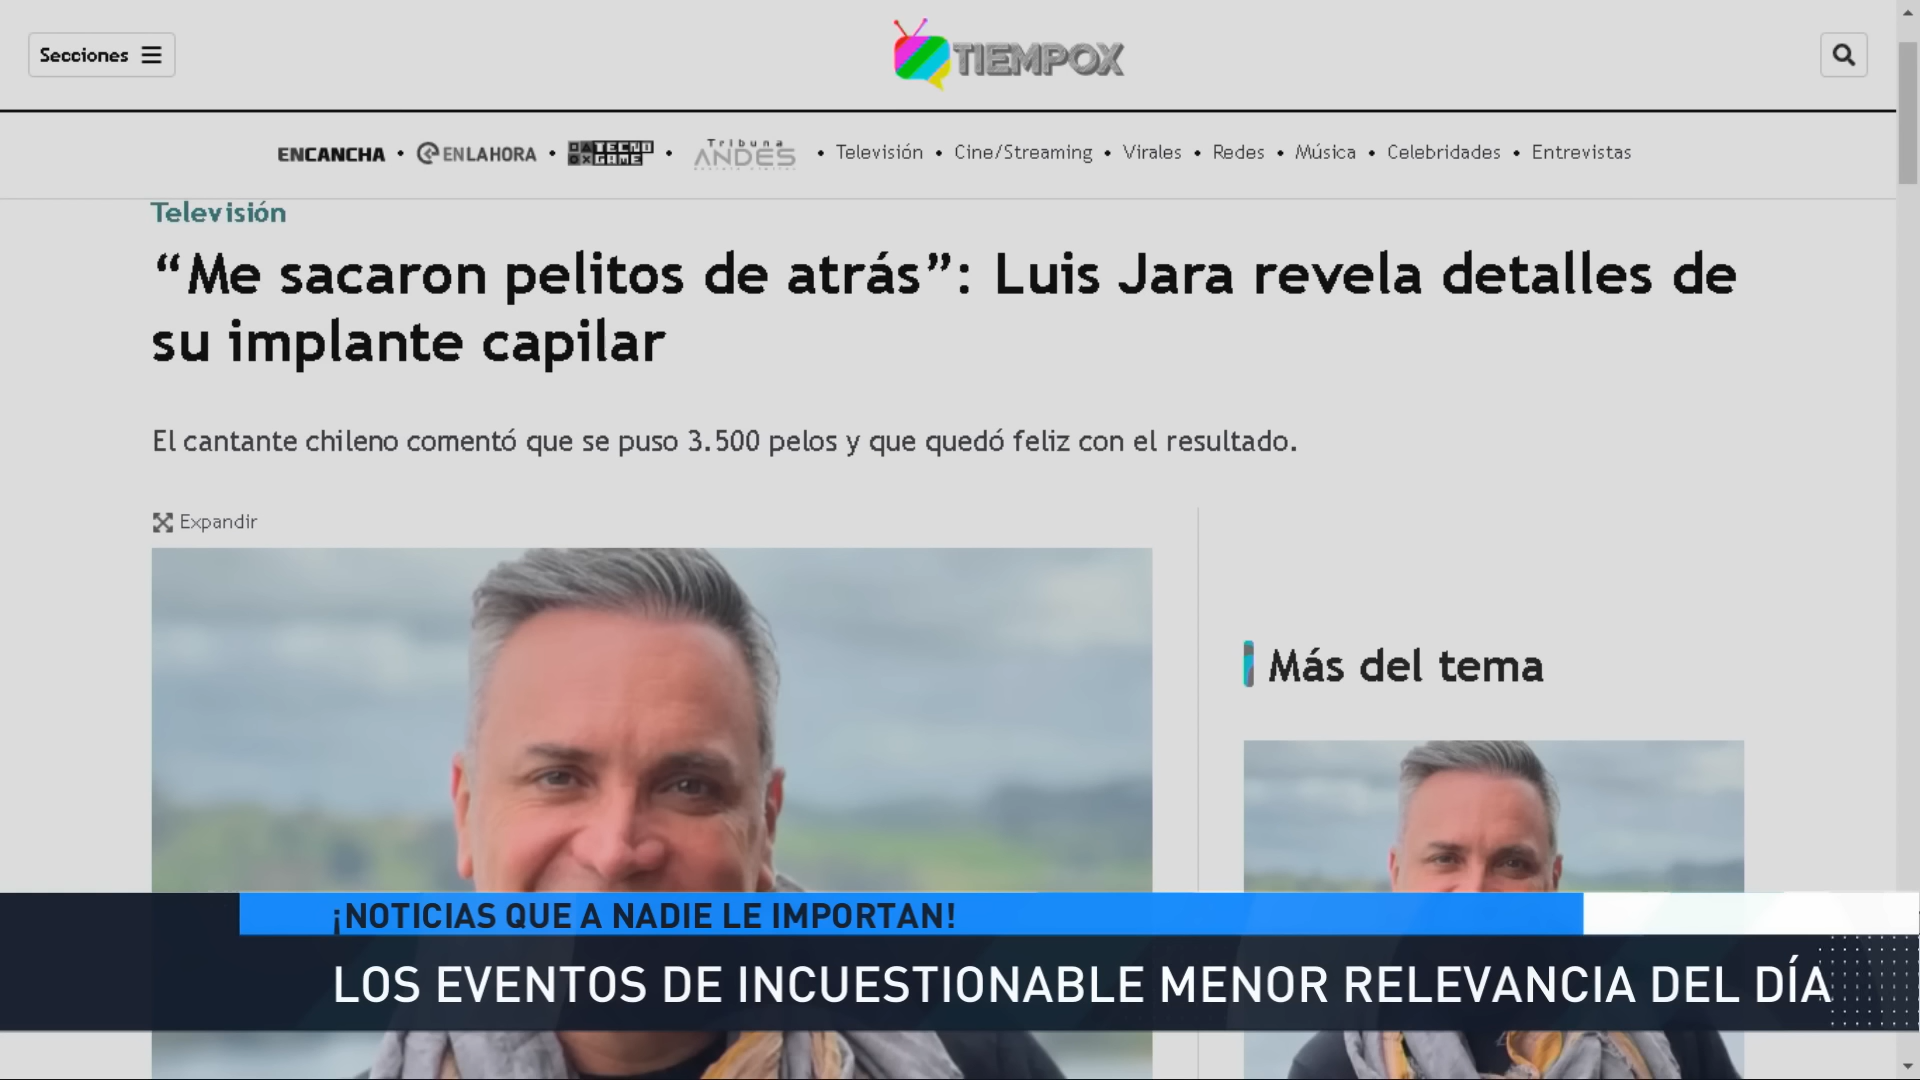 Secciones
TIEMPOX
ENCANCHA • ENLAHORA • TECNO GAME • Tribuna ANDES • Televisión • Cine/Streaming • Virales • Redes • Música • Celebridades • Entrevistas
Televisión
“Me sacaron pelitos de atrás”: Luis Jara revela detalles de
su implante capilar
El cantante chileno comentó que se puso 3.500 pelos y que quedó feliz con el resultado.
Expandir
Más del tema
¡NOTICIAS QUE A NADIE LE IMPORTAN!
LOS EVENTOS DE INCUESTIONABLE MENOR RELEVANCIA DEL DÍA